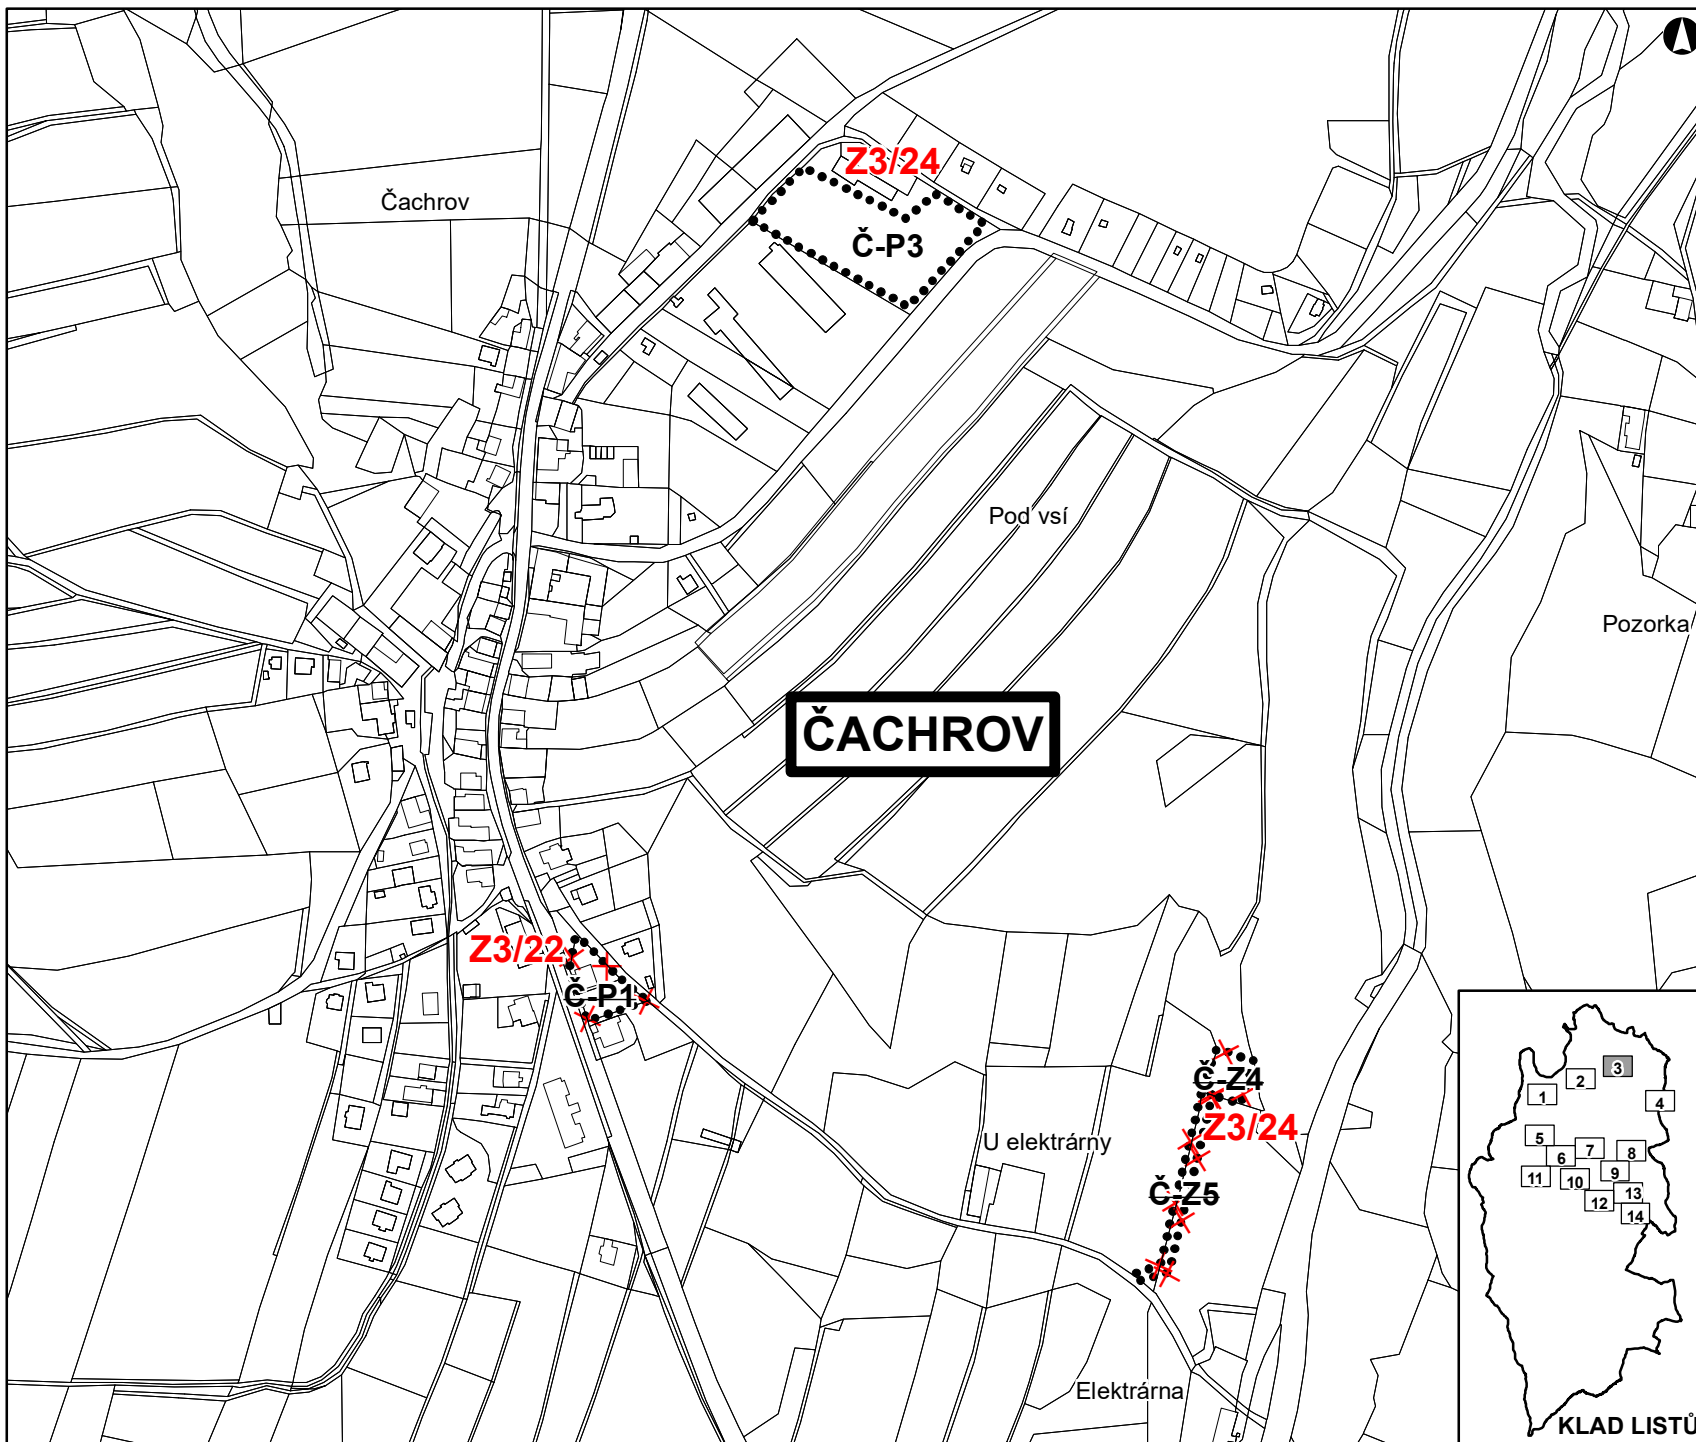 Z3/24
Čachrov
Č-P3
Pod vsí
Pozorka
ČACHROV
Z3/22
Č-P1
Č-Z4
Z3/24
U elektrárny
Č-Z5
Elektrárna
3
2
1
4
5
7
8
6
9
11
10
13
12
14
KLAD LISTŮ